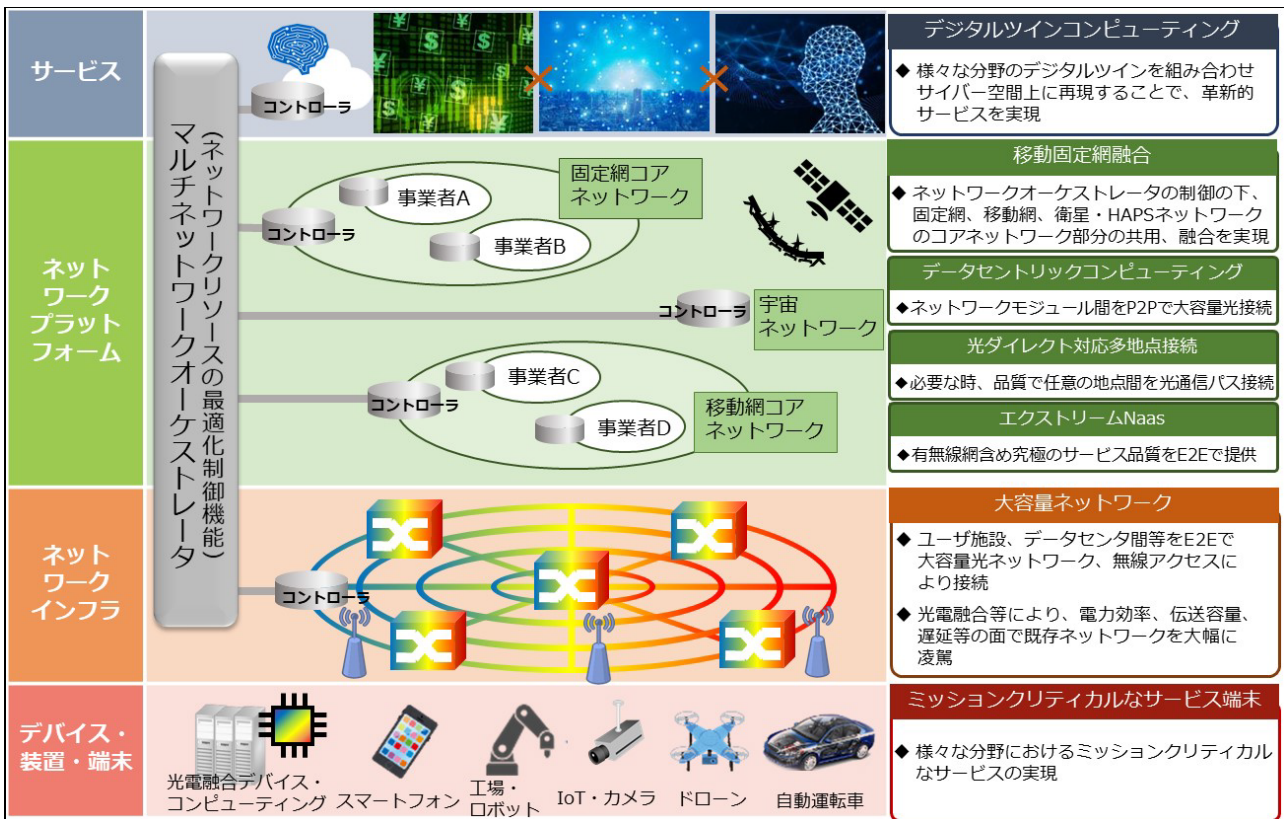 サービス
コントローラ
デジタルツインコンピューティング
◆ 様々な分野のデジタルツインを組み合わせ
サイバー空間上に再現することで、革新的
サービスを実現
マルチネットワークオーケストレータ
(ネットワークリソースの最適化制御機能)
ネット
ワーク
プラット
フォーム
コントローラ
事業者A
事業者B
固定網コア
ネットワーク
コントローラ
宇宙
ネットワーク
コントローラ
事業者C
事業者D
移動網コア
ネットワーク
移動固定網融合
◆ ネットワークオーケストレータの制御の下、
固定網、移動網、衛星・HAPSネットワーク
のコアネットワーク部分の共用、融合を実現
データセントリックコンピューティング
◆ネットワークモジュール間をP2Pで大容量光接続
光ダイレクト対応多地点接続
◆必要な時、品質で任意の地点間を光通信パス接続
エクストリームNaas
◆有無線網含め究極のサービス品質をE2Eで提供
ネット
ワーク
インフラ
コントローラ
大容量ネットワーク
◆ ユーザ施設、データセンタ間等をE2Eで
大容量光ネットワーク、無線アクセスに
より接続
◆ 光電融合等により、電力効率、伝送容量、
遅延等の面で既存ネットワークを大幅に
凌駕
デバイス・
装置・端末
光電融合デバイス・
コンピューティング
スマートフォン
工場・
ロボット
IoT・カメラ
ドローン
自動運転車
ミッションクリティカルなサービス端末
◆ 様々な分野におけるミッションクリティカル
なサービスの実現